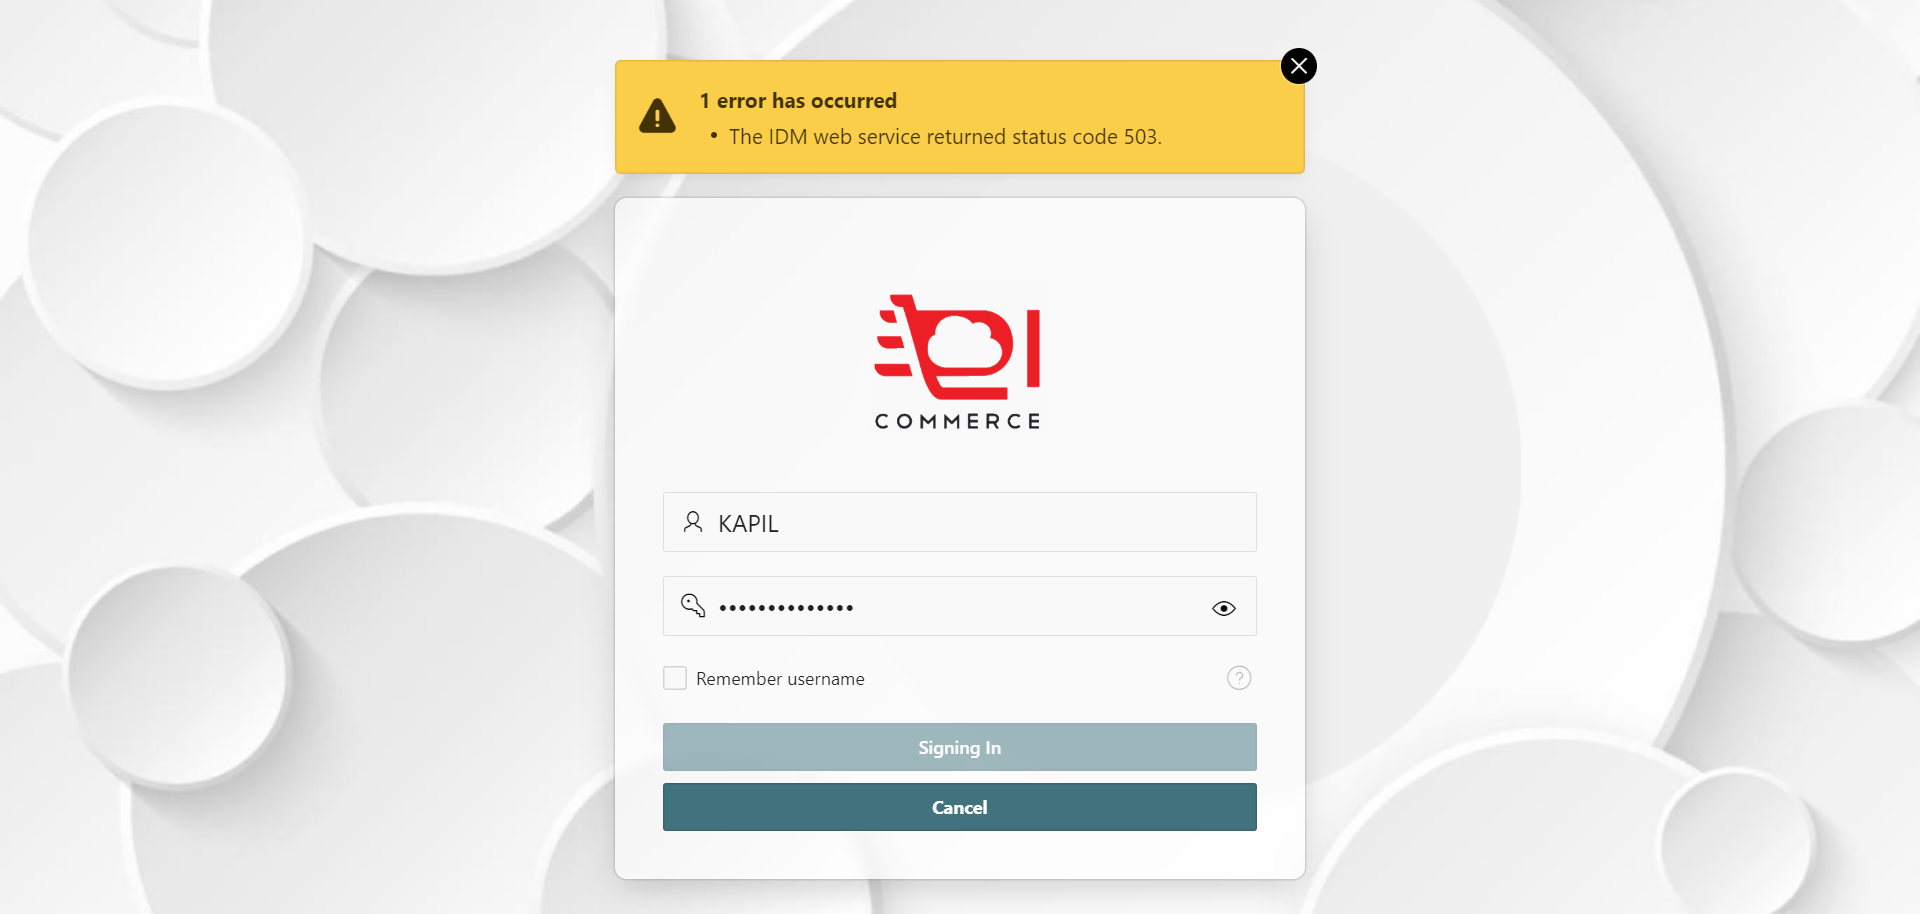 1 error has occurred
• The IDM web service returned status code 503.
COMMERCE
KAPIL
••••••••••••••
Remember username
?
Signing In
Cancel